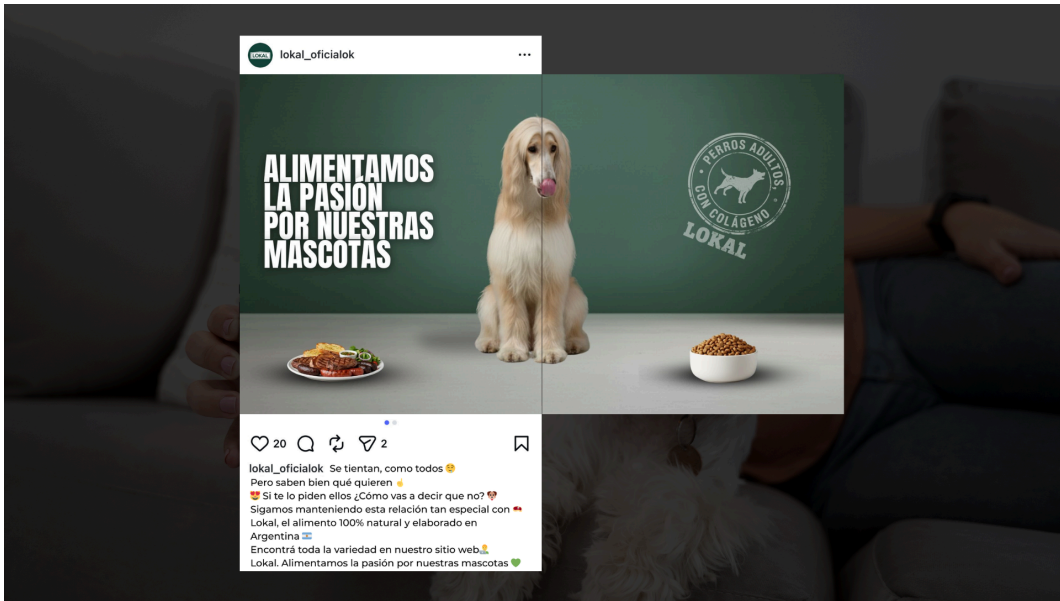 LOKAL
lokal_oficialok
ALIMENTAMOS
LA PASIÓN
POR NUESTRAS
MASCOTAS
PERROS ADULTOS,
CON COLÁGENO
LOKAL
20
2
lokal_oficialok Se tientan, como todos 😌
Pero saben bien qué quieren ☝️
😍 Si te lo piden ellos ¿Cómo vas a decir que no? 🐶
Sigamos manteniendo esta relación tan especial con
Lokal, el alimento 100% natural y elaborado en
Argentina 🇦🇷
Encontrá toda la variedad en nuestro sitio web
Lokal. Alimentamos la pasión por nuestras mascotas 💚